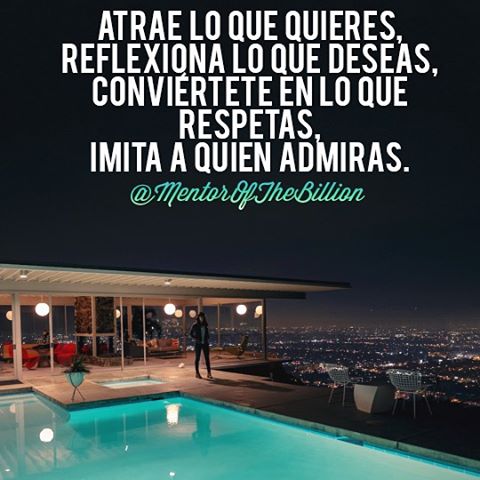 ATRAE LO QUE QUIERES,
REFLEXIONA LO QUE DESEAS,
CONVIÉRTETE EN LO QUE
RESPETAS,
IMITA A QUIEN ADMIRAS.
@MentorOfTheBillion